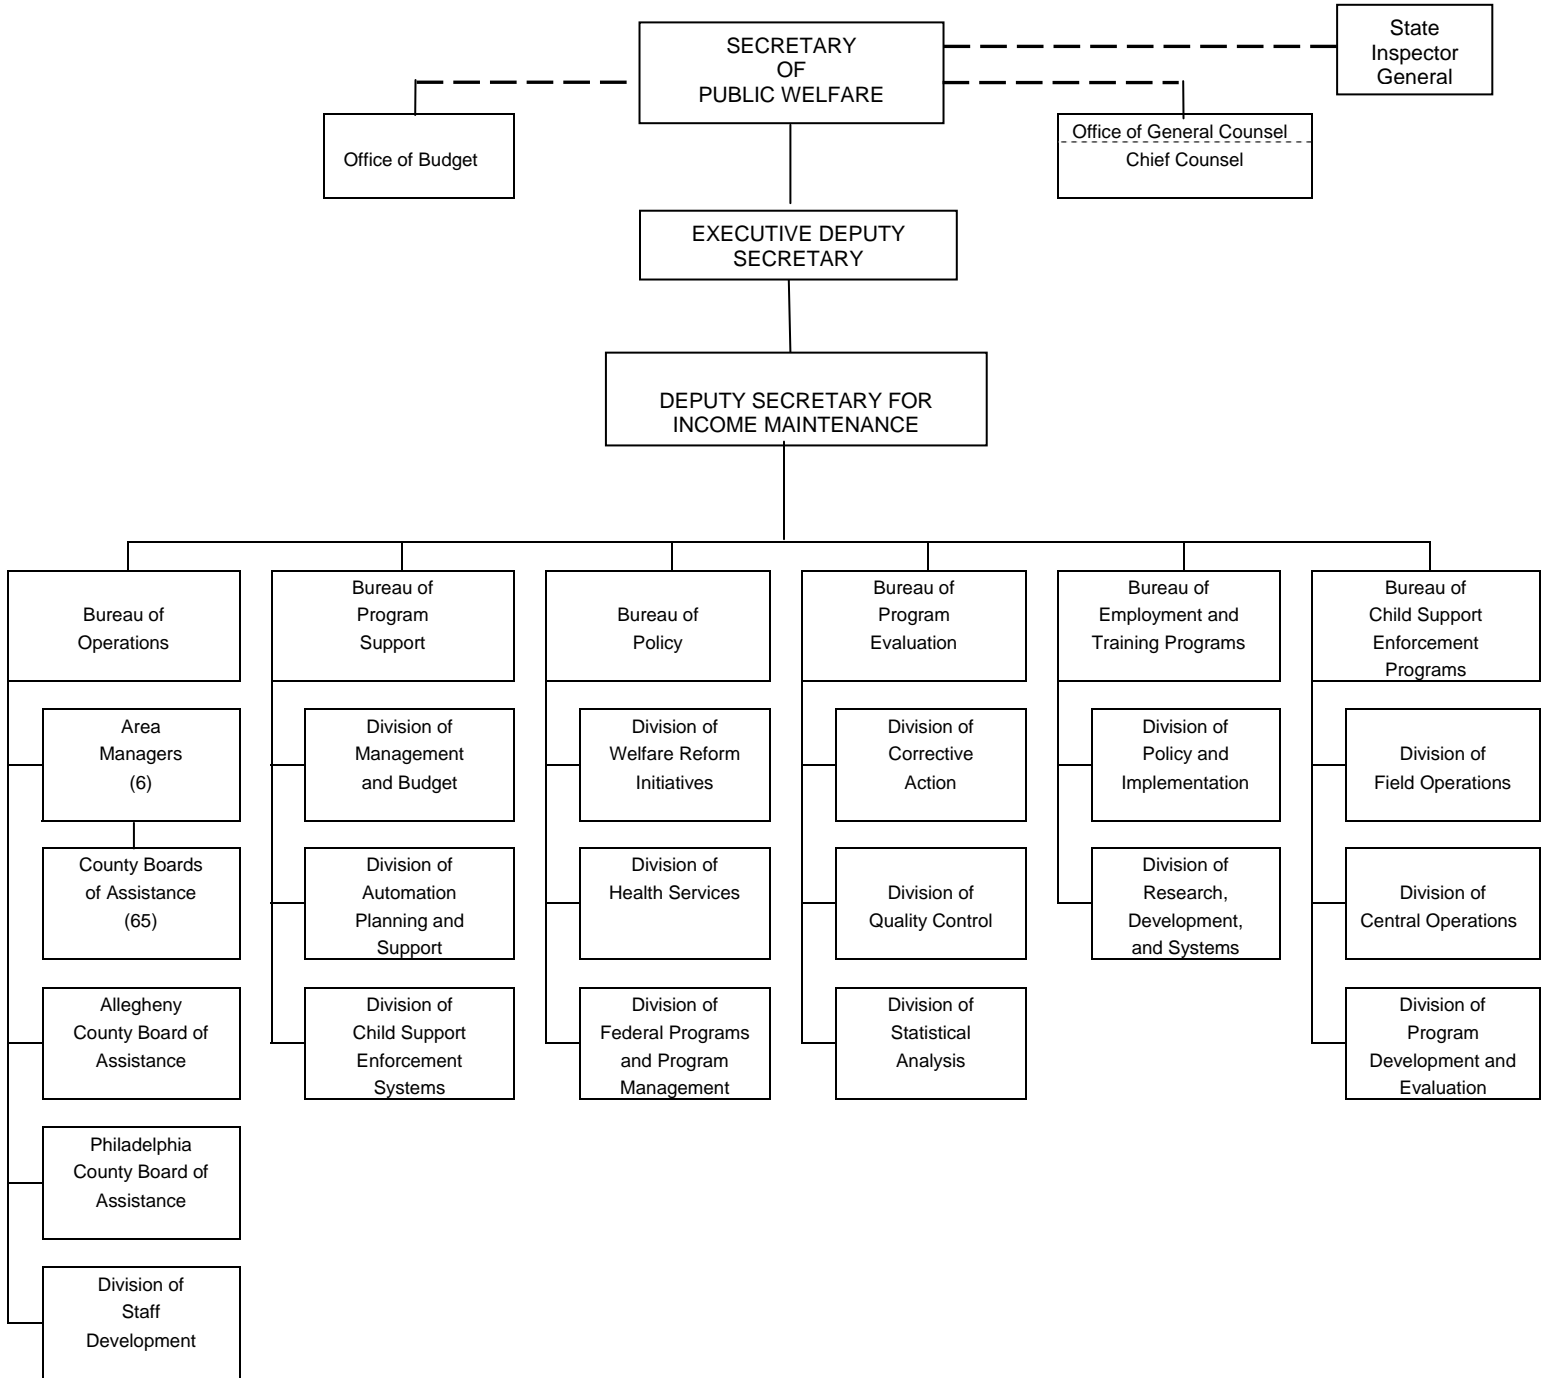 State
Inspector
General
SECRETARY
OF
PUBLIC WELFARE
Office of Budget
Office of General Counsel
Chief Counsel
EXECUTIVE DEPUTY
SECRETARY
DEPUTY SECRETARY FOR
INCOME MAINTENANCE
Bureau of
Operations
Bureau of
Program
Support
Bureau of
Policy
Bureau of
Program
Evaluation
Bureau of
Employment and
Training Programs
Bureau of
Child Support
Enforcement
Programs
Area
Managers
(6)
Division of
Management
and Budget
Division of
Welfare Reform
Initiatives
Division of
Corrective
Action
Division of
Policy and
Implementation
Division of
Field Operations
County Boards
of Assistance
(65)
Division of
Automation
Planning and
Support
Division of
Health Services
Division of
Quality Control
Division of
Research,
Development,
and Systems
Division of
Central Operations
Allegheny
County Board of
Assistance
Division of
Child Support
Enforcement
Systems
Division of
Federal Programs
and Program
Management
Division of
Statistical
Analysis
Division of
Program
Development and
Evaluation
Philadelphia
County Board of
Assistance
Division of
Staff
Development